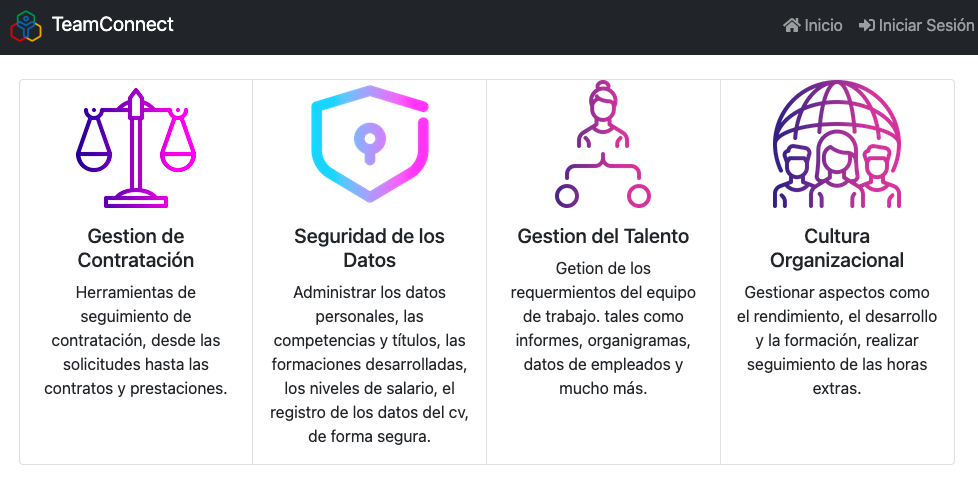 TeamConnect
Inicio
Iniciar Sesión
Gestion de
Contratación
Herramientas de
seguimiento de
contratación, desde las
solicitudes hasta las
contratos y prestaciones.
Seguridad de los
Datos
Administrar los datos
personales, las
competencias y títulos, las
formaciones desarrolladas,
los niveles de salario, el
registro de los datos del cv,
de forma segura.
Gestion del Talento
Getion de los
requermientos del equipo
de trabajo. tales como
informes, organigramas,
datos de empleados y
mucho más.
Cultura
Organizacional
Gestionar aspectos como
el rendimiento, el desarrollo
y la formación, realizar
seguimiento de las horas
extras.